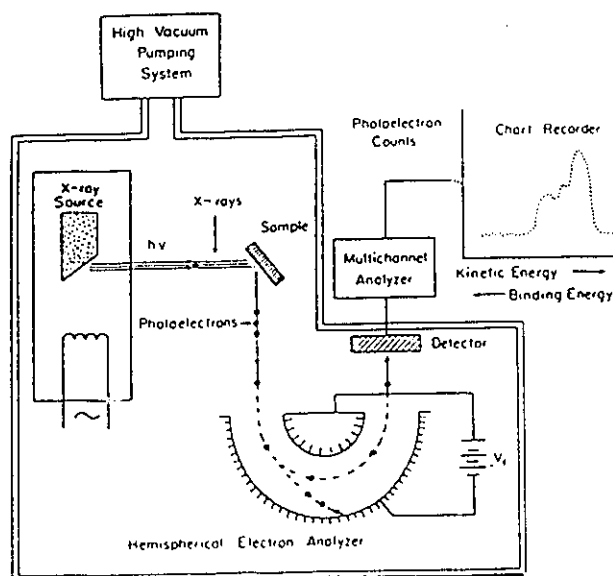 High Vacuum
Pumping
System
Photoelectron
Counts
Chart Recorder
X-ray
Source
X-rays
Sample
hν
Multichannel
Analyzer
Kinetic Energy
Binding Energy
Photoelectrons
Detector
V₁
Hemispherical Electron Analyzer